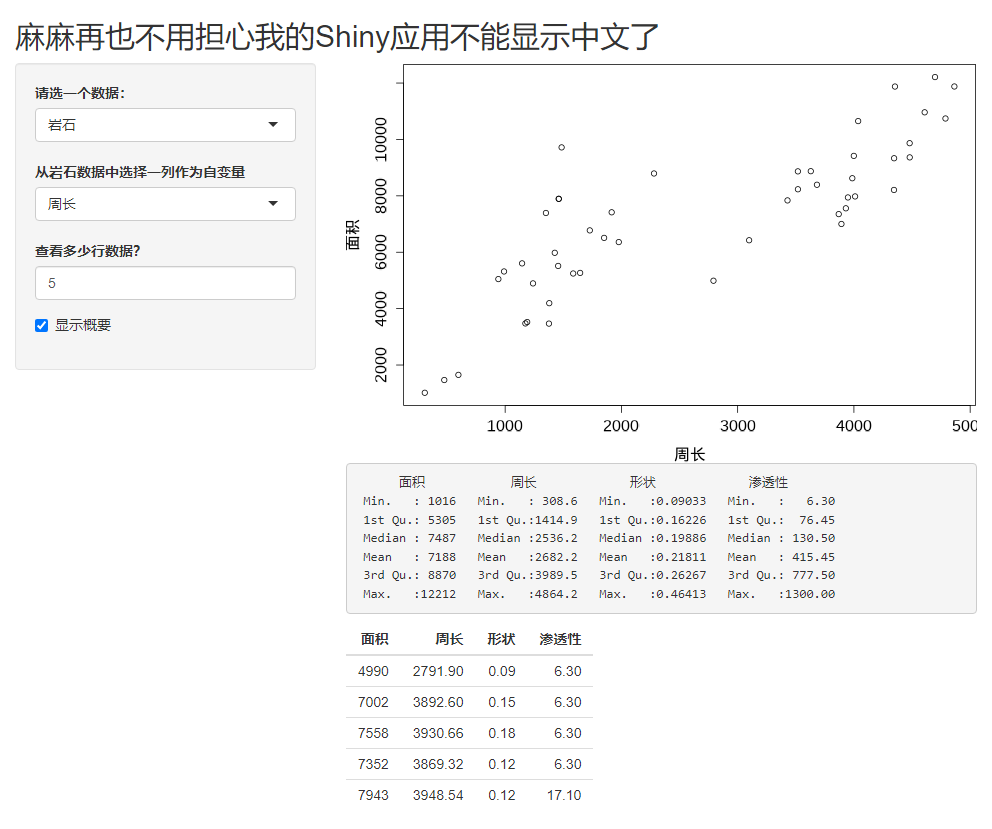 麻麻再也不用担心我的Shiny应用不能显示中文了
请选一个数据：
岩石
从岩石数据中选择一列作为自变量
周长
查看多少行数据？
5
显示概要
10000
8000
6000
4000
2000
面积
1000 2000 3000 4000 500
周长
面积 周长 形状 渗透性
Min. : 1016 Min. : 308.6 Min. :0.09033 Min. : 6.30
1st Qu.: 5305 1st Qu.:1414.9 1st Qu.:0.16226 1st Qu.: 76.45
Median : 7487 Median :2536.2 Median :0.19886 Median : 130.50
Mean : 7188 Mean :2682.2 Mean :0.21811 Mean : 415.45
3rd Qu.: 8870 3rd Qu.:3989.5 3rd Qu.:0.26267 3rd Qu.: 777.50
Max. :12212 Max. :4864.2 Max. :0.46413 Max. :1300.00
面积 周长 形状 渗透性
4990 2791.90 0.09 6.30
7002 3892.60 0.15 6.30
7558 3930.66 0.18 6.30
7352 3869.32 0.12 6.30
7943 3948.54 0.12 17.10